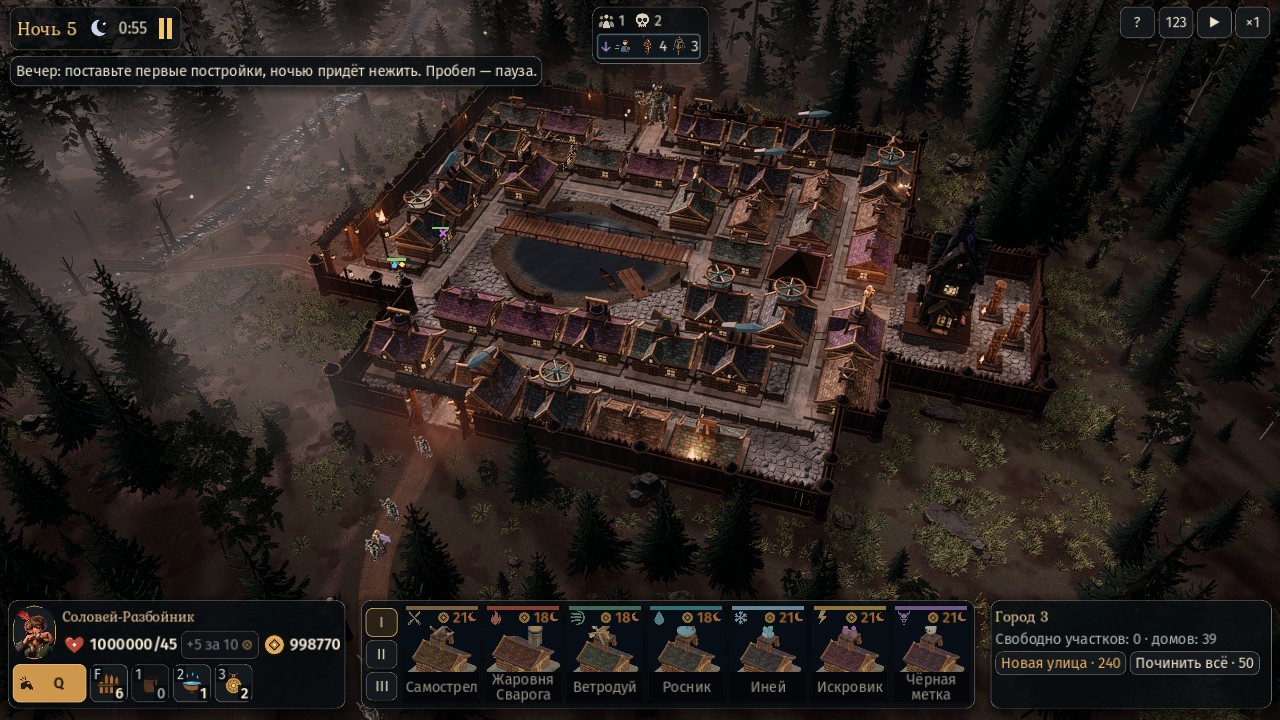 Ночь 5 0:55
1 2
4 3
? 123 ×1
Вечер: поставьте первые постройки, ночью придёт нежить. Пробел — пауза.
Соловей-Разбойник
1000000/45 +5 за 10 998770
Q F 6 1 0 2 1 3 2
I
II
III
21 18 18 18 21 21 21
Самострел
Жаровня Сварога
Ветродуй
Росник
Иней
Искровик
Чёрная метка
Город 3
Свободно участков: 0 · домов: 39
Новая улица · 240 Починить всё · 50